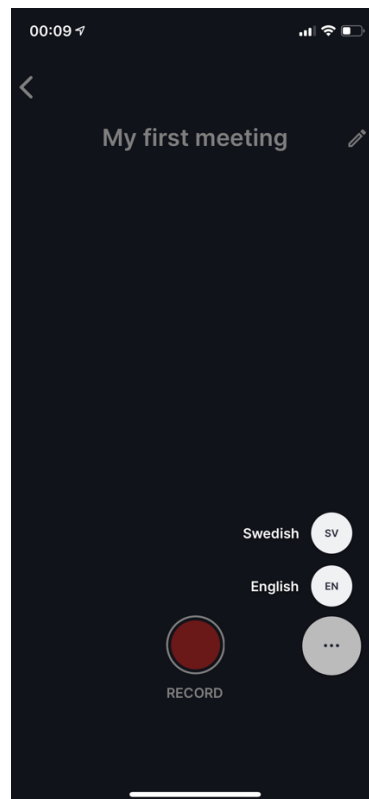 00:09
My first meeting
Swedish SV
English EN
...
RECORD